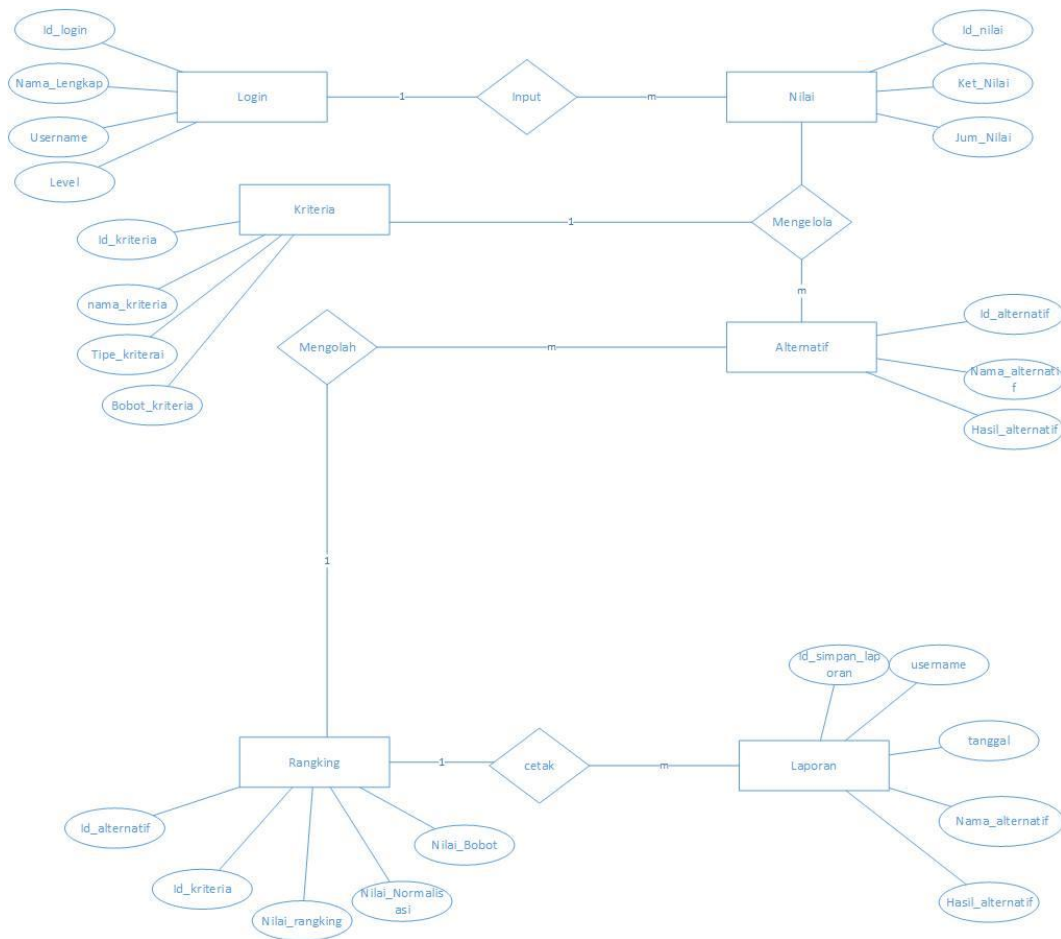 Id_login
Nama_Lengkap
Username
Level
Login
1
Input
m
Nilai
Id_nilai
Ket_Nilai
Jum_Nilai
Kriteria
Id_kriteria
nama_kriteria
Tipe_kriterai
Bobot_kriteria
1
Mengelola
m
Mengolah
m
Alternatif
Id_alternatif
Nama_alternati
f
Hasil_alternatif
1
Rangking
1
cetak
m
Laporan
Id_simpan_lap
oran
username
tanggal
Nama_alternatif
Hasil_alternatif
Id_alternatif
Id_kriteria
Nilai_rangking
Nilai_Normalis
asi
Nilai_Bobot